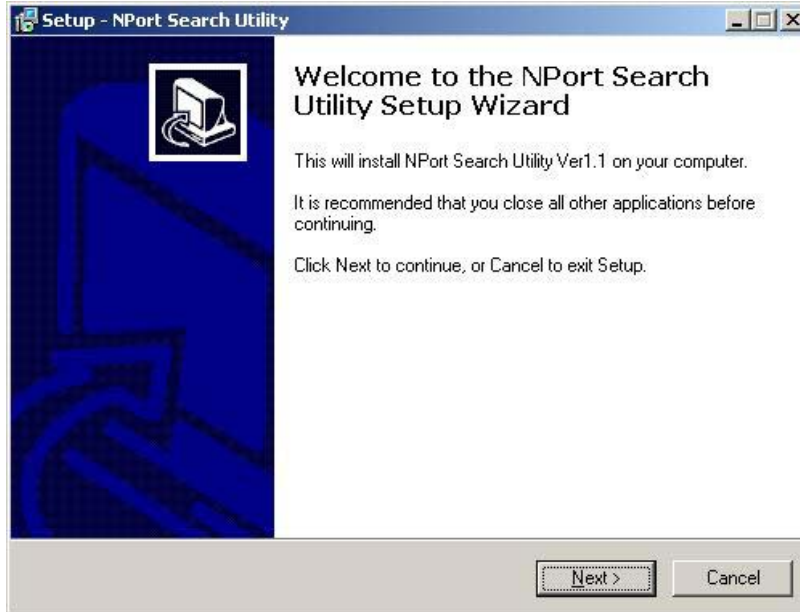 Setup - NPort Search Utility
Welcome to the NPort Search
Utility Setup Wizard
This will install NPort Search Utility Ver1.1 on your computer.
It is recommended that you close all other applications before
continuing.
Click Next to continue, or Cancel to exit Setup.
Next >
Cancel